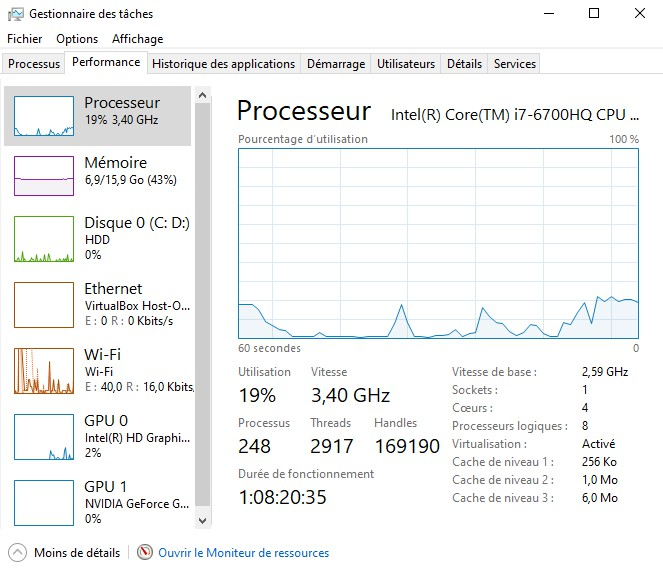 Gestionnaire des tâches
Fichier Options Affichage
Processus Performance Historique des applications Démarrage Utilisateurs Détails Services
Processeur
19% 3,40 GHz
Mémoire
6,9/15,9 Go (43%)
Disque 0 (C: D:)
HDD
0%
Ethernet
VirtualBox Host-O...
E : 0 R : 0 Kbits/s
Wi-Fi
Wi-Fi
E : 40,0 R : 16,0 Kbits,
GPU 0
Intel(R) HD Graphi...
2%
GPU 1
NVIDIA GeForce G...
0%
Processeur Intel(R) Core(TM) i7-6700HQ CPU ...
Pourcentage d'utilisation 100 %
60 secondes 0
Utilisation Vitesse
19% 3,40 GHz
Processus Threads Handles
248 2917 169190
Durée de fonctionnement
1:08:20:35
Vitesse de base : 2,59 GHz
Sockets : 1
Cœurs : 4
Processeurs logiques : 8
Virtualisation : Activé
Cache de niveau 1 : 256 Ko
Cache de niveau 2 : 1,0 Mo
Cache de niveau 3 : 6,0 Mo
Moins de détails Ouvrir le Moniteur de ressources